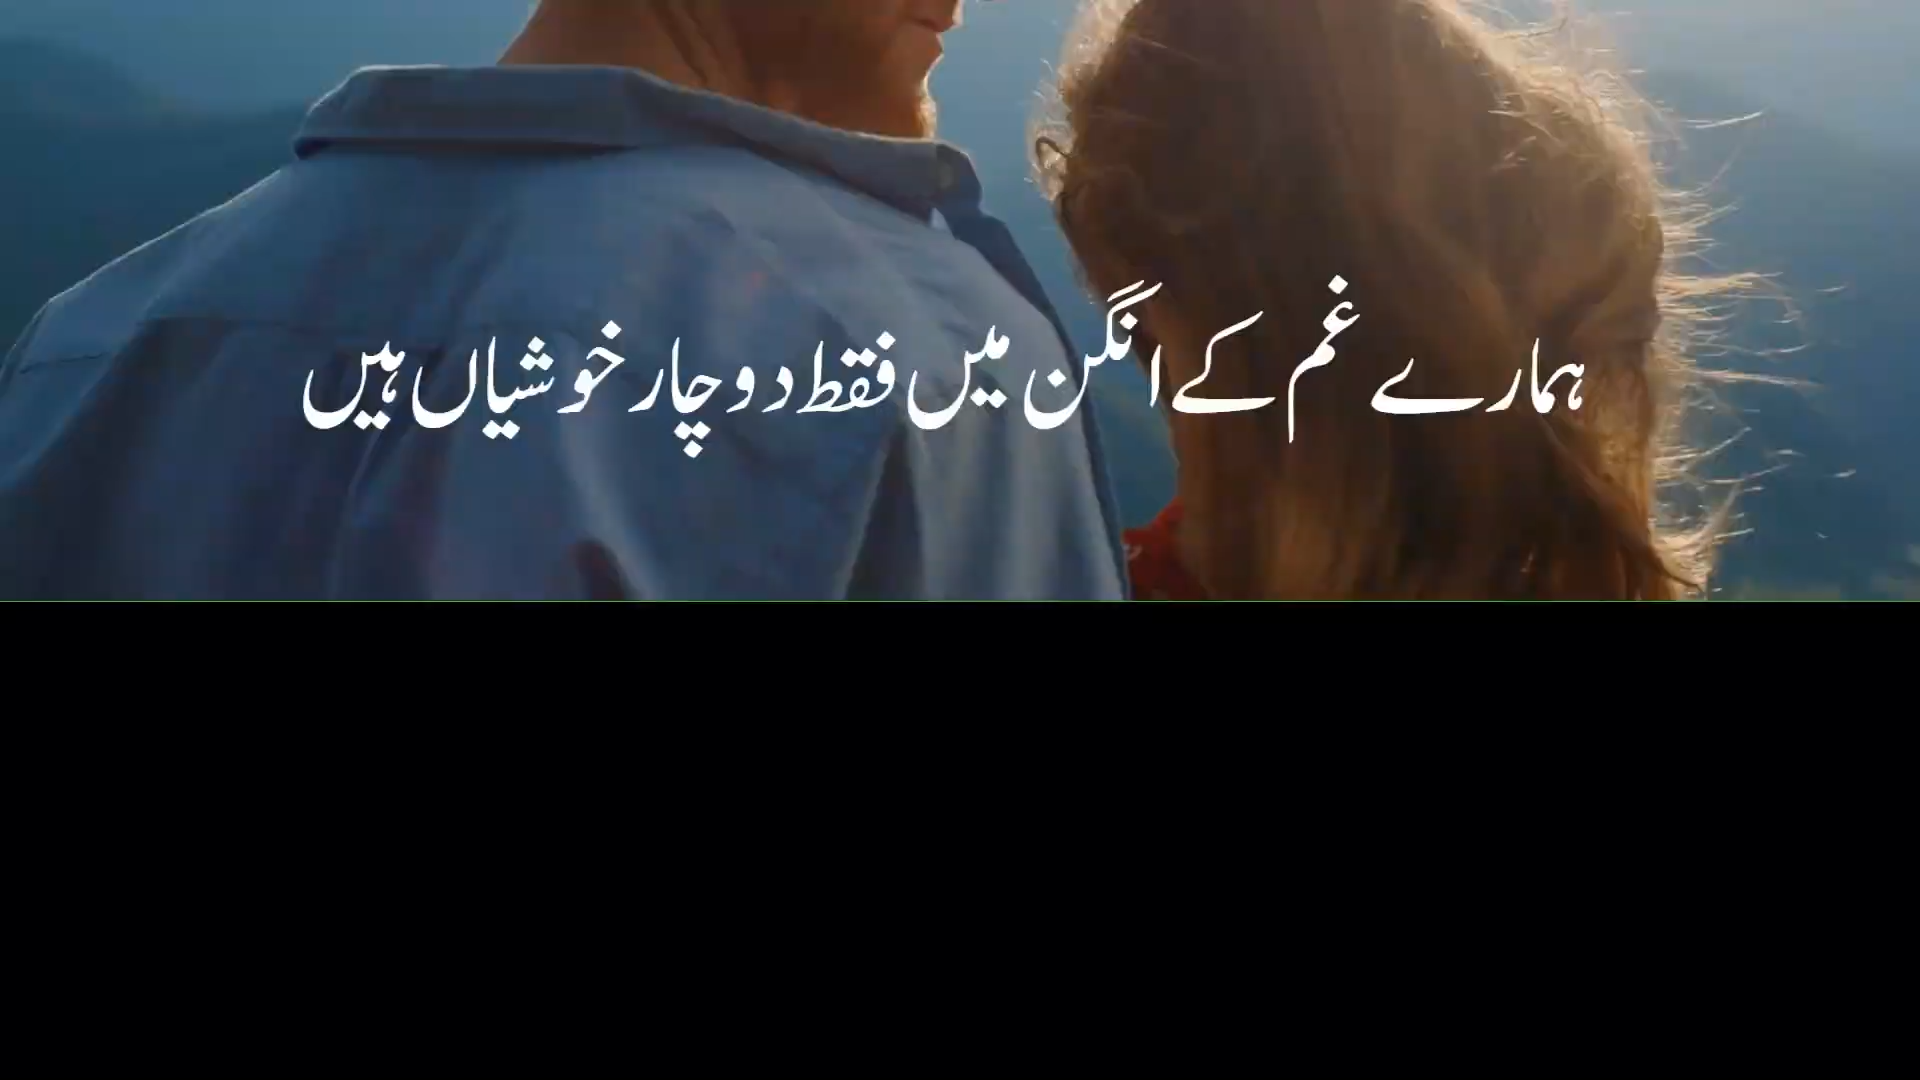 ہمارے غم کے انگن میں فقط دو چار خوشیاں ہیں